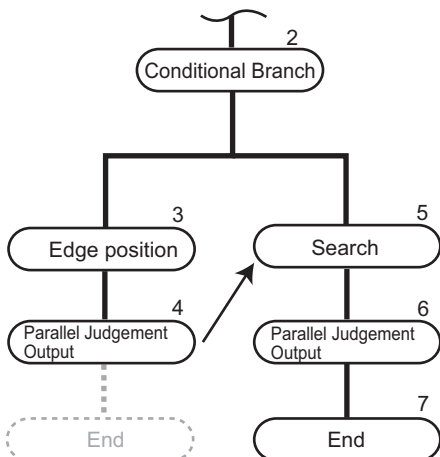 2
Conditional Branch
3
Edge position
4
Parallel Judgement
Output
End
5
Search
6
Parallel Judgement
Output
7
End